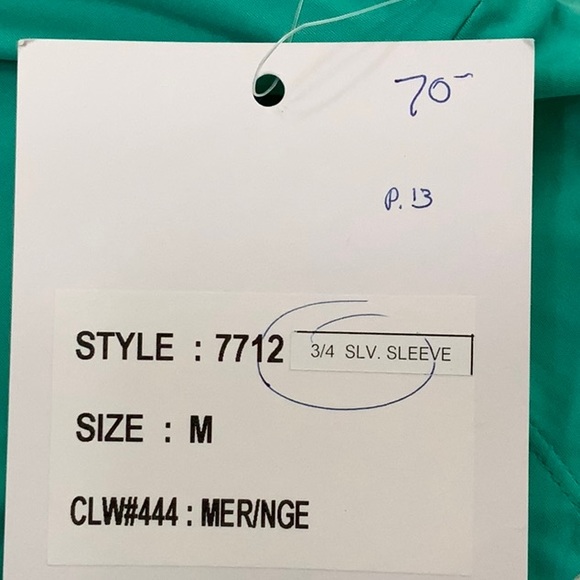 70-
P. 13
STYLE : 7712 3/4 SLV. SLEEVE
SIZE : M
CLW#444 : MER/NGE